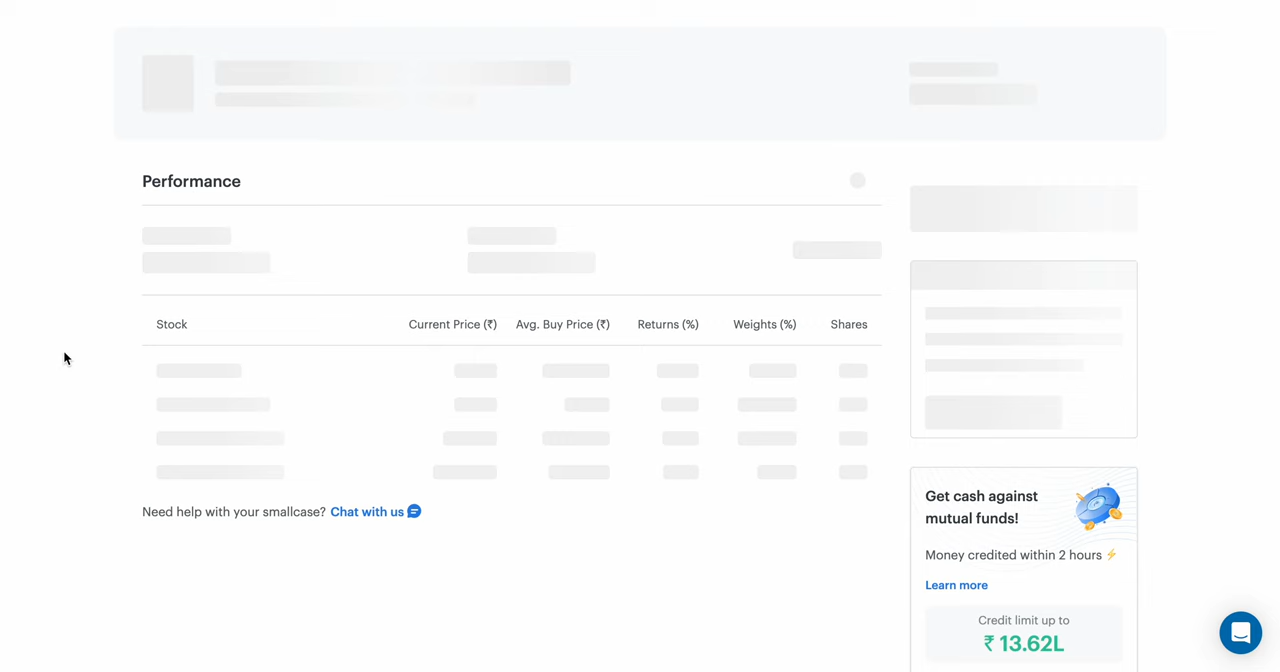 Performance
Stock Current Price (₹) Avg. Buy Price (₹) Returns (%) Weights (%) Shares
Need help with your smallcase? Chat with us
Get cash against
mutual funds!
Money credited within 2 hours ⚡
Learn more
Credit limit up to
₹ 13.62L